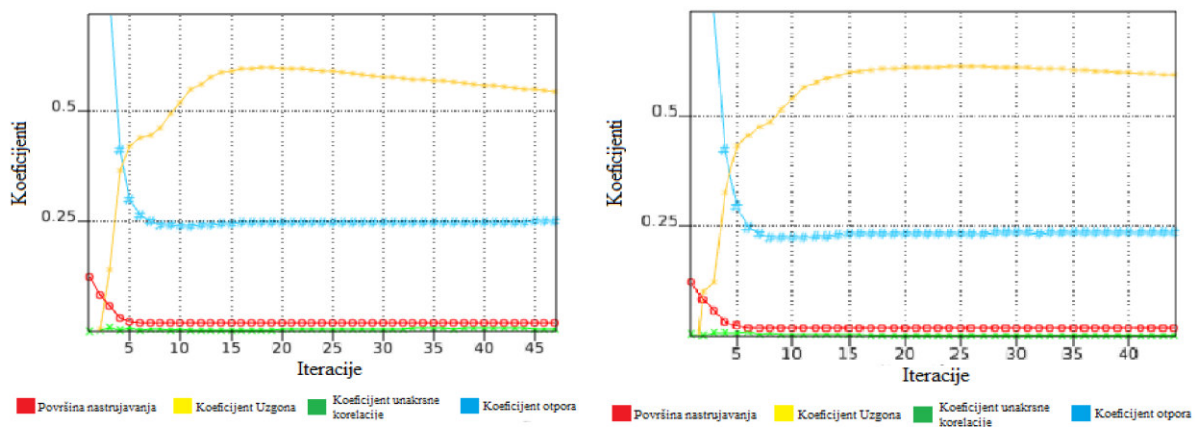 0.5
0.25
Koeficijenti
5 10 15 20 25 30 35 40 45
Iteracije
Površina nastrujavanja
Koeficijent Uzgona
Koeficijent unakrsne
korelacije
Koeficijent otpora
0.5
0.25
Koeficijenti
5 10 15 20 25 30 35 40
Iteracije
Površina nastrujavanja
Koeficijent Uzgona
Koeficijent unakrsne
korelacije
Koeficijent otpora